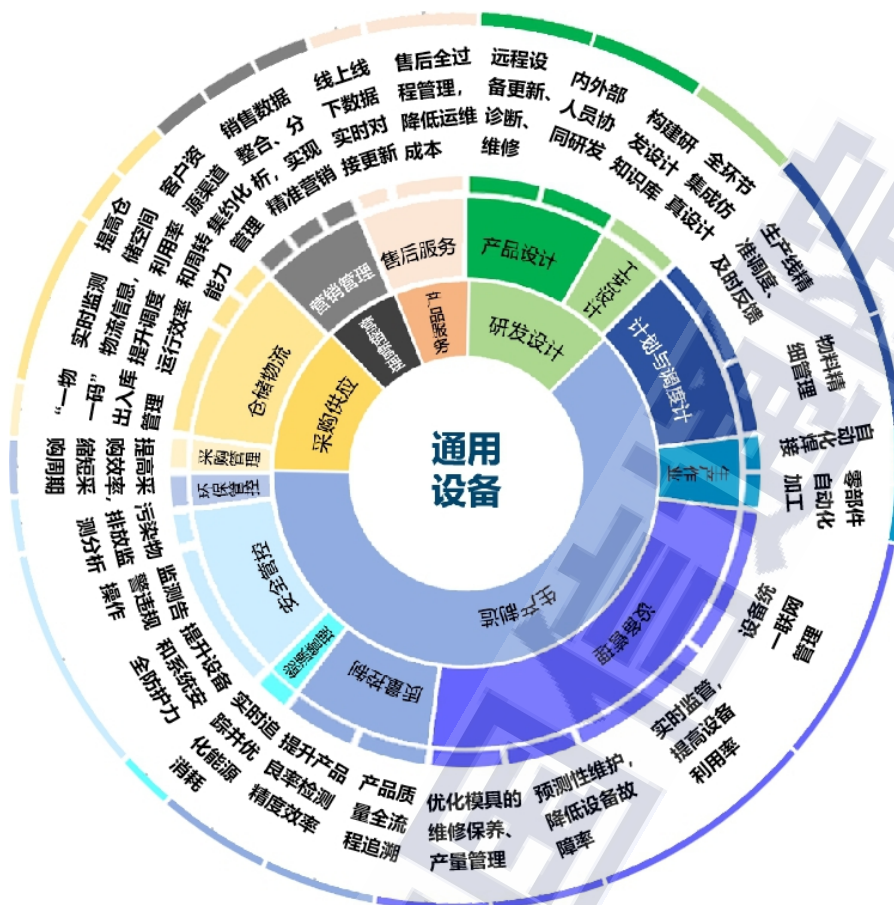 通用
设备
研发设计
生产制造
采购供应
营销管理
产品服务
产品设计
工艺设计
计划与调度计
生产作业
设备管理
质量控制
安全管控
环保管控
采购管理
仓储物流
营销管理
售后服务
远程设
备更新、
诊断、
维修
内外部
人员协
同研发
构建研
发设计
知识库
全环节
集成仿
真设计
生产线精
准调度、
及时反馈
物料精
细管理
自动化焊
接
零部件
自动化
加工
设备统
一联网
管理
实时监管，
提高设备
利用率
预测性维护，
降低设备故
障率
优化模具的
维修保养、
产量管理
产品质
量全流
程追溯
提升产品
良率检测
精度效率
实时追
踪并优
化能源
消耗
提升设备
和系统安
全防护力
监测告
警违规
操作
污染物
排放监
测分析
提高采
购效率，
缩短采
购周期
“一物
一码”
出入库
管理
实时监测
物流信息，
提升调度
运行效率
提高仓
储空间
利用率
和周转
能力
客户资
源渠道
集约化
管理
销售数据
整合、分
析，实现
精准营销
线上线
下数据
实时对
接更新
售后全过
程管理，
降低运维
成本